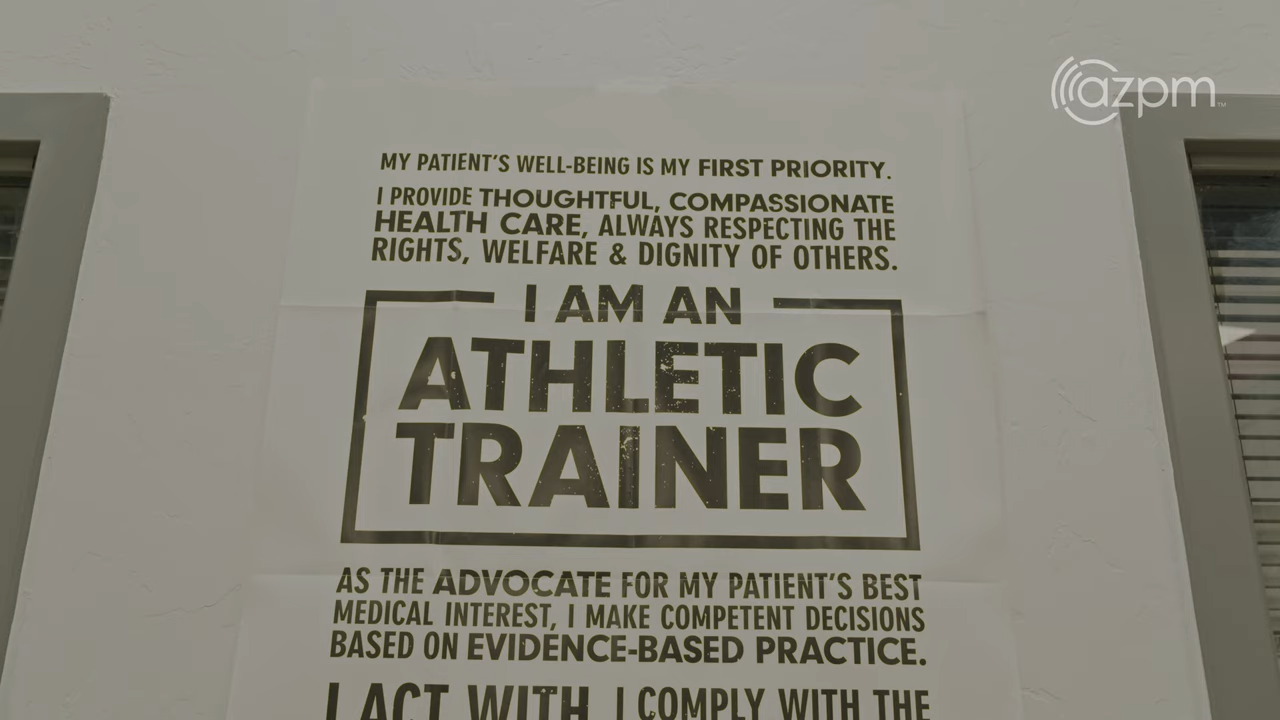 azpm
MY PATIENT'S WELL-BEING IS MY FIRST PRIORITY.
I PROVIDE THOUGHTFUL, COMPASSIONATE
HEALTH CARE, ALWAYS RESPECTING THE
RIGHTS, WELFARE & DIGNITY OF OTHERS.
I AM AN
ATHLETIC
TRAINER
AS THE ADVOCATE FOR MY PATIENT'S BEST
MEDICAL INTEREST, I MAKE COMPETENT DECISIONS
BASED ON EVIDENCE-BASED PRACTICE.
I ACT WITH
I COMPLY WITH THE